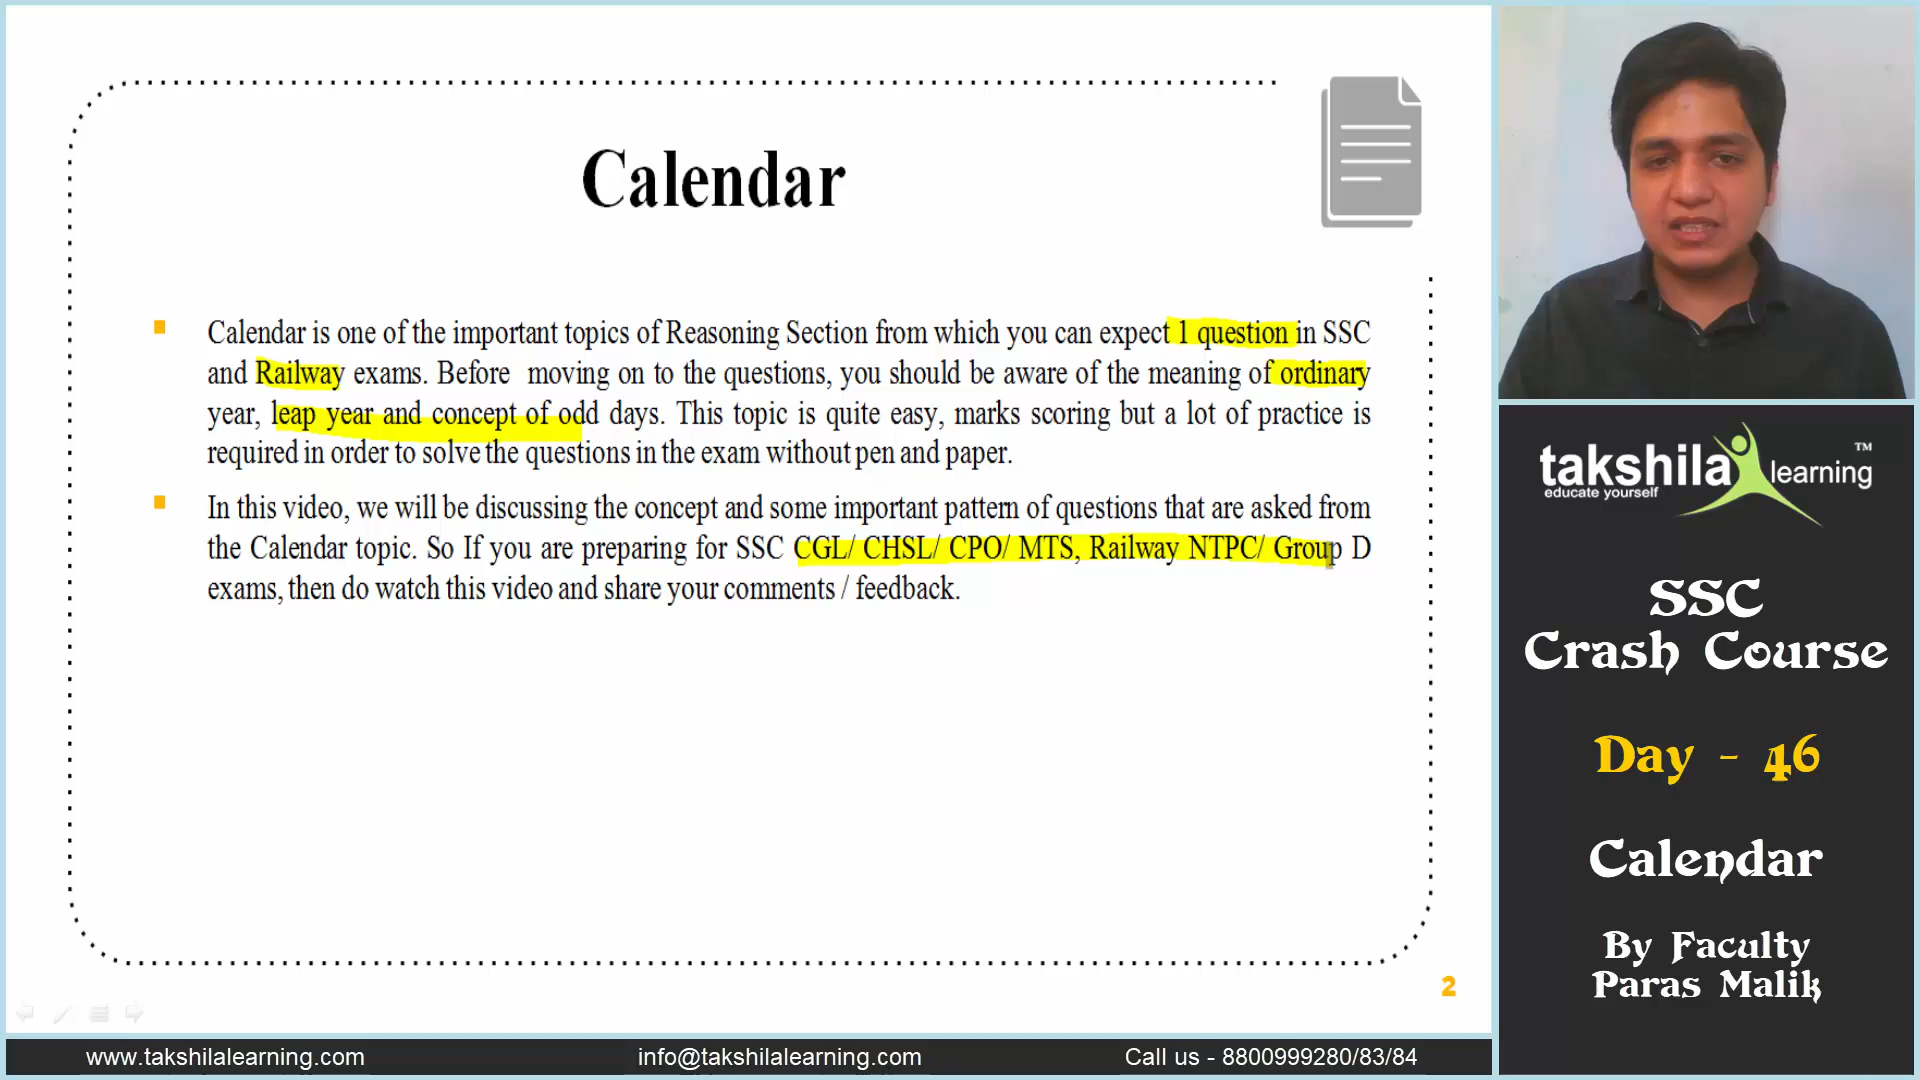 Calendar
Calendar is one of the important topics of Reasoning Section from which you can expect 1 question in SSC
and Railway exams. Before moving on to the questions, you should be aware of the meaning of ordinary
year, leap year and concept of odd days. This topic is quite easy, marks scoring but a lot of practice is
required in order to solve the questions in the exam without pen and paper.
In this video, we will be discussing the concept and some important pattern of questions that are asked from
the Calendar topic. So If you are preparing for SSC CGL/ CHSL/ CPO/ MTS, Railway NTPC/ Group D
exams, then do watch this video and share your comments / feedback.
2
takshila learning ™
educate yourself
SSC
Crash Course
Day - 46
Calendar
By Faculty
Paras Malik
www.takshilalearning.com
info@takshilalearning.com
Call us - 8800999280/83/84